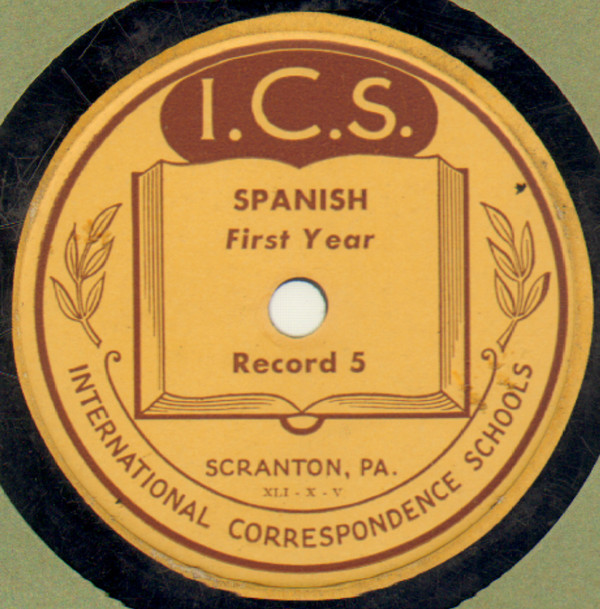 I.C.S.
SPANISH
First Year
Record 5
SCRANTON, PA.
XLI - X - V
INTERNATIONAL CORRESPONDENCE SCHOOLS